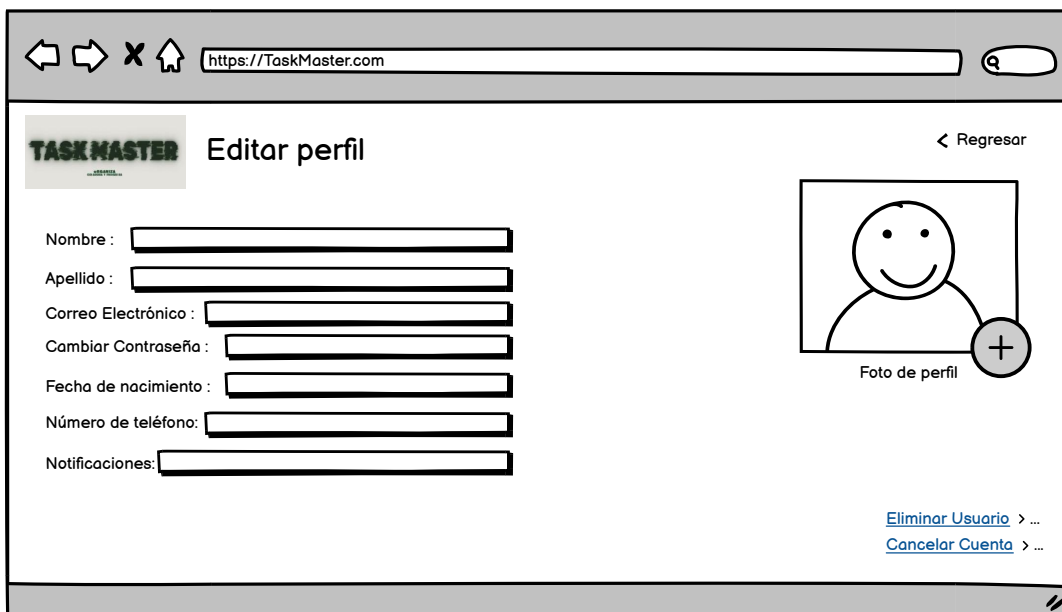 https://TaskMaster.com
TASK MASTER
Editar perfil
Regresar
Nombre :
Apellido :
Correo Electrónico :
Cambiar Contraseña :
Fecha de nacimiento :
Número de teléfono:
Notificaciones:
Foto de perfil
Eliminar Usuario > ...
Cancelar Cuenta > ...